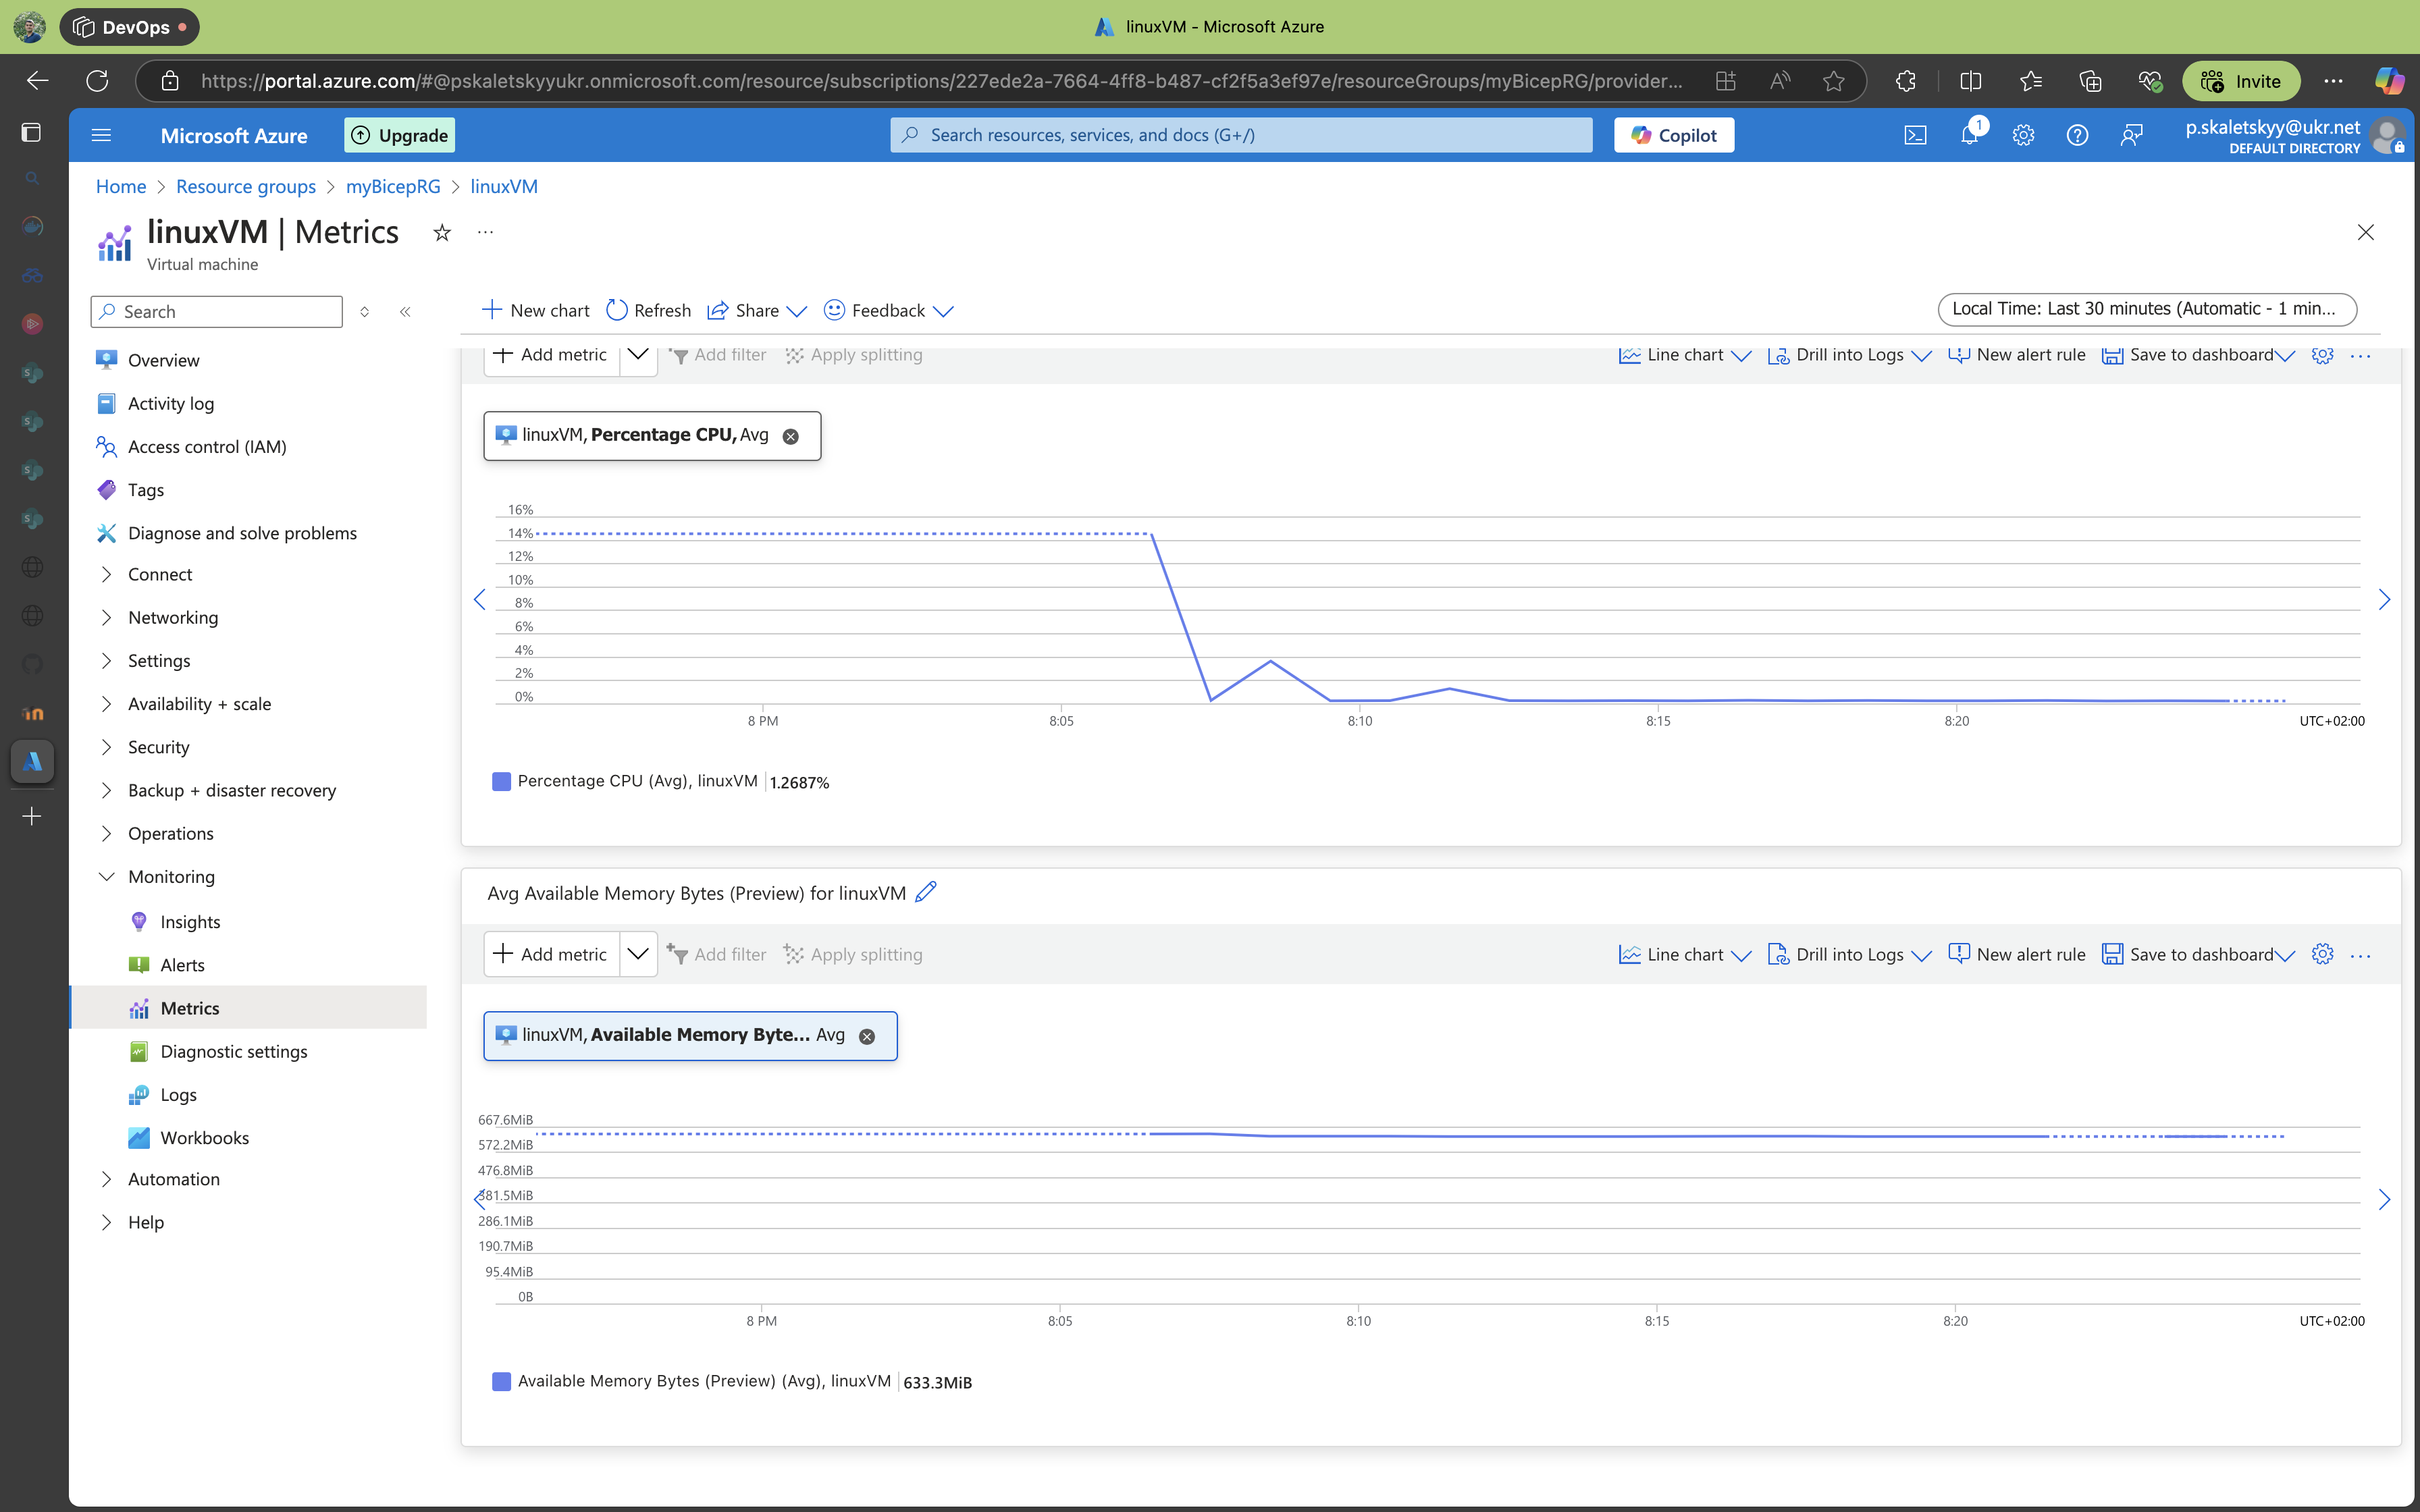 DevOps
linuxVM - Microsoft Azure
https://portal.azure.com/#@pskaletskyyukr.onmicrosoft.com/resource/subscriptions/227ede2a-7664-4ff8-b487-cf2f5a3ef97e/resourceGroups/myBicepRG/provider...
Invite
Microsoft Azure
Upgrade
Search resources, services, and docs (G+/)
Copilot
1
p.skaletskyy@ukr.net
DEFAULT DIRECTORY
Home > Resource groups > myBicepRG > linuxVM
linuxVM | Metrics
Virtual machine
Search
Overview
Activity log
Access control (IAM)
Tags
Diagnose and solve problems
Connect
Networking
Settings
Availability + scale
Security
Backup + disaster recovery
Operations
Monitoring
Insights
Alerts
Metrics
Diagnostic settings
Logs
Workbooks
Automation
Help
New chart Refresh Share Feedback
Local Time: Last 30 minutes (Automatic - 1 min...
Add metric Add filter Apply splitting
Line chart Drill into Logs New alert rule Save to dashboard
linuxVM, Percentage CPU, Avg
16%
14%
12%
10%
8%
6%
4%
2%
0%
8 PM 8:05 8:10 8:15 8:20 UTC+02:00
Percentage CPU (Avg), linuxVM 1.2687%
Avg Available Memory Bytes (Preview) for linuxVM
Add metric Add filter Apply splitting
Line chart Drill into Logs New alert rule Save to dashboard
linuxVM, Available Memory Byte... Avg
667.6MiB
572.2MiB
476.8MiB
381.5MiB
286.1MiB
190.7MiB
95.4MiB
0B
8 PM 8:05 8:10 8:15 8:20 UTC+02:00
Available Memory Bytes (Preview) (Avg), linuxVM 633.3MiB